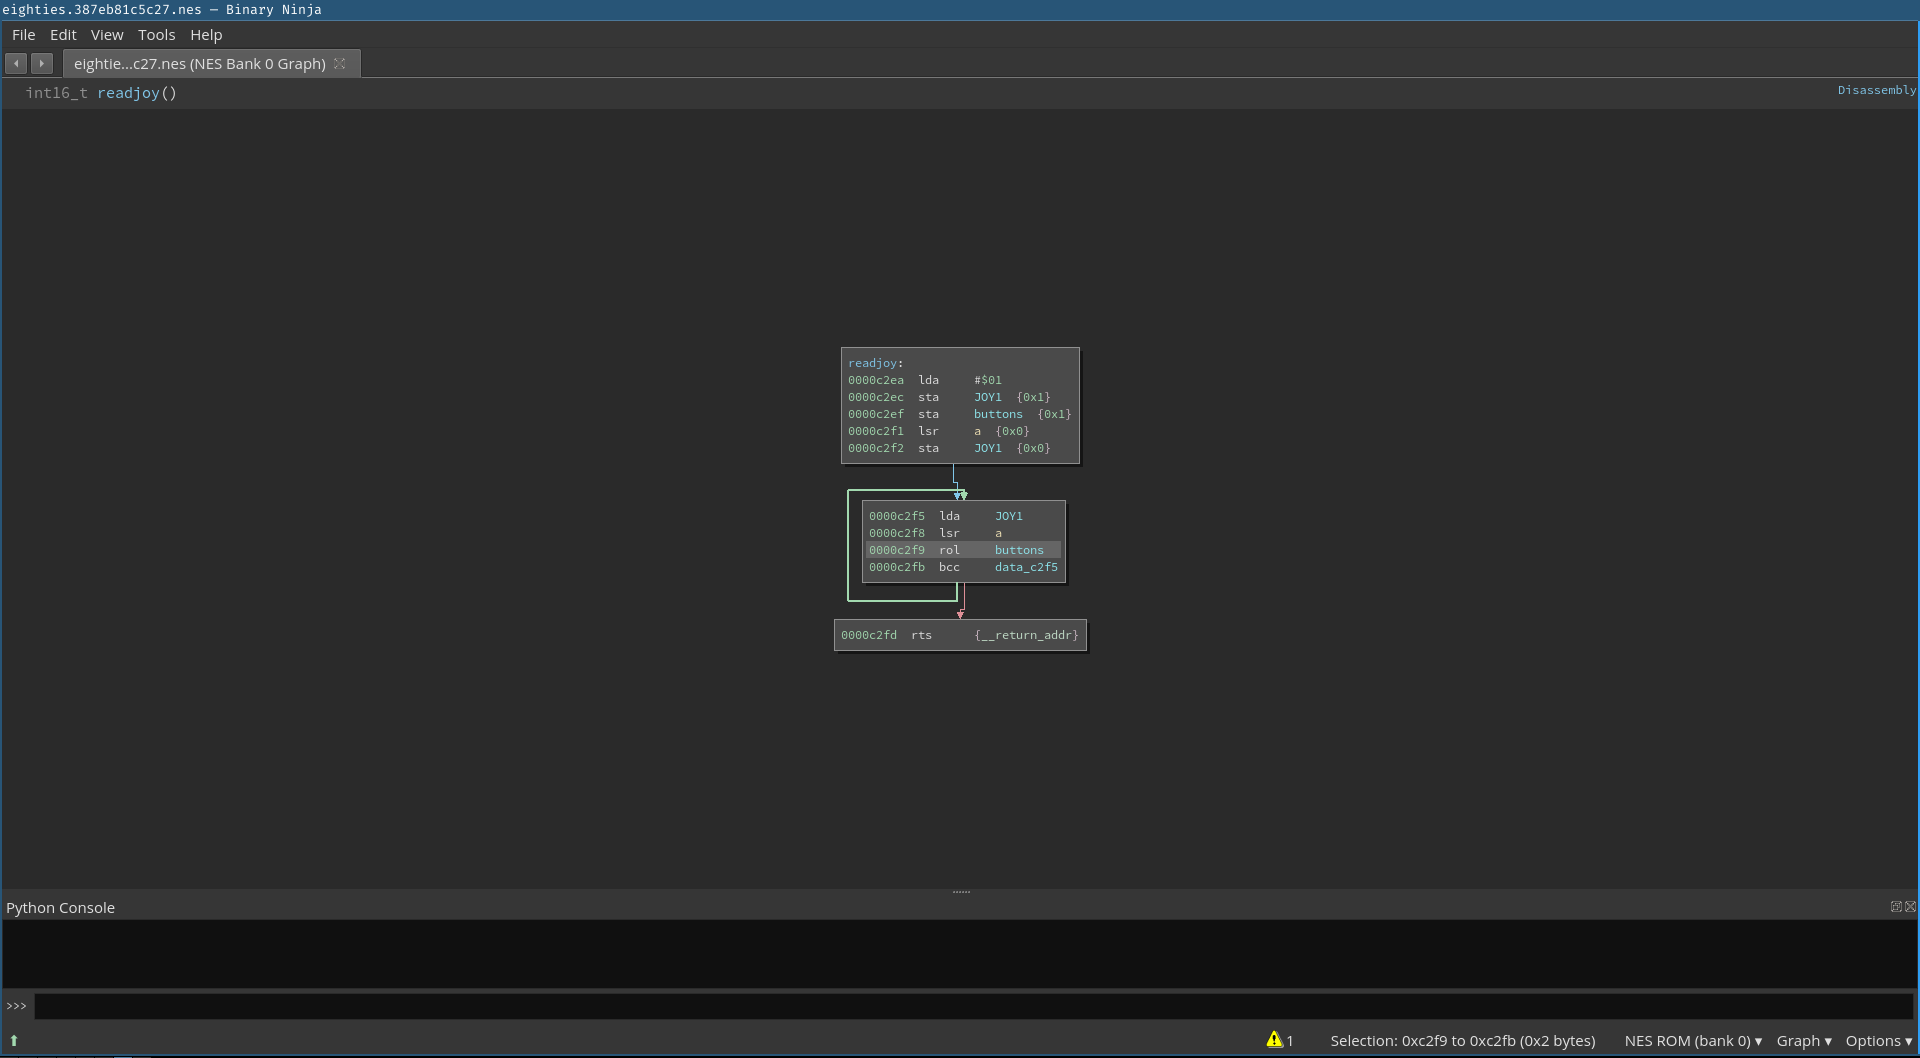 eighties.387eb81c5c27.nes — Binary Ninja
File Edit View Tools Help
eightie...c27.nes (NES Bank 0 Graph)
int16_t readjoy()
Disassembly
readjoy:
0000c2ea lda #$01
0000c2ec sta JOY1 {0x1}
0000c2ef sta buttons {0x1}
0000c2f1 lsr a {0x0}
0000c2f2 sta JOY1 {0x0}
0000c2f5 lda JOY1
0000c2f8 lsr a
0000c2f9 rol buttons
0000c2fb bcc data_c2f5
0000c2fd rts {__return_addr}
Python Console
>>>
1 Selection: 0xc2f9 to 0xc2fb (0x2 bytes) NES ROM (bank 0) ▾ Graph ▾ Options ▾